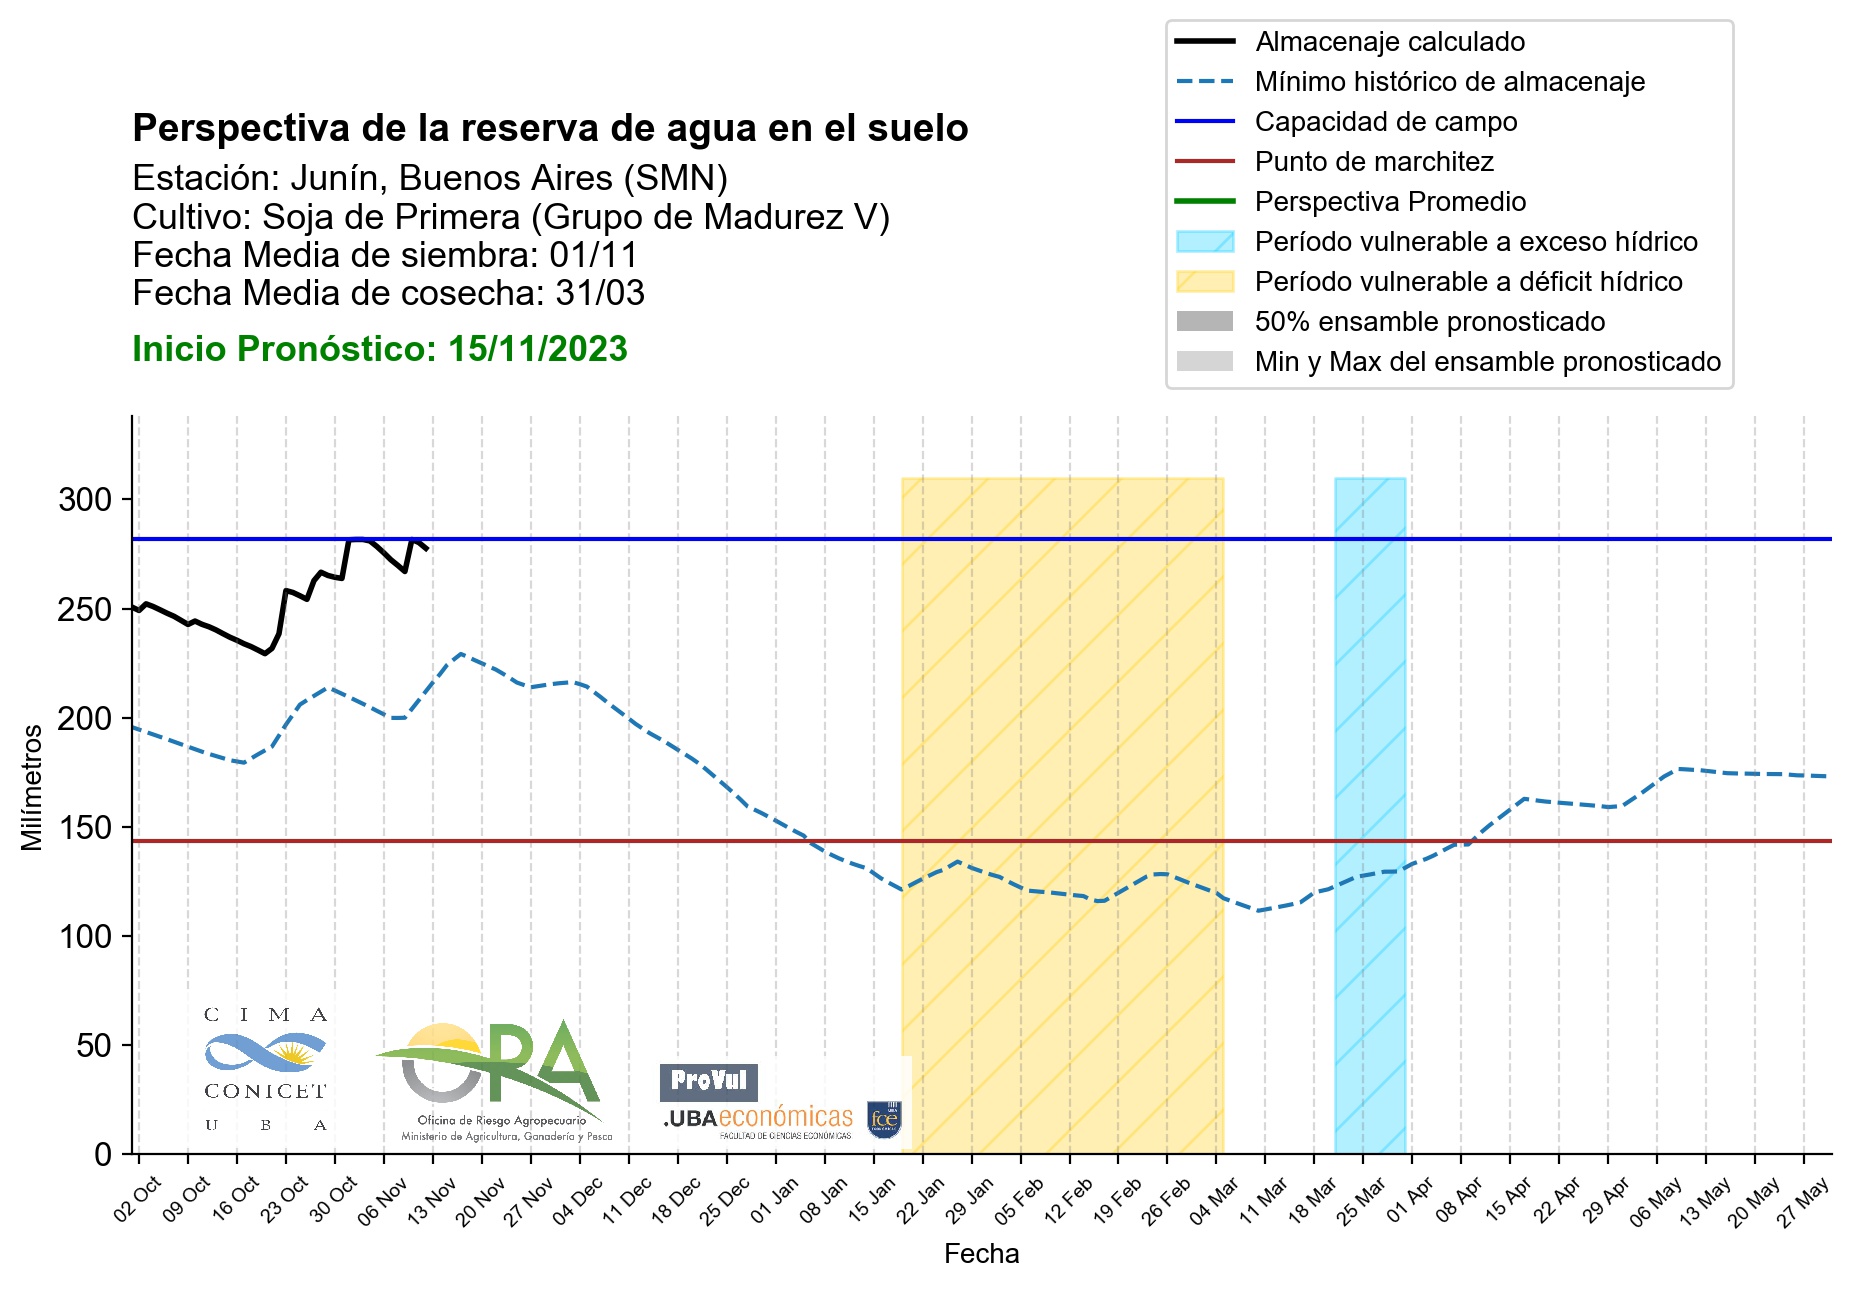 Almacenaje calculado
Mínimo histórico de almacenaje
Capacidad de campo
Punto de marchitez
Perspectiva Promedio
Período vulnerable a exceso hídrico
Período vulnerable a déficit hídrico
50% ensamble pronosticado
Min y Max del ensamble pronosticado
Perspectiva de la reserva de agua en el suelo
Estación: Junín, Buenos Aires (SMN)
Cultivo: Soja de Primera (Grupo de Madurez V)
Fecha Media de siembra: 01/11
Fecha Media de cosecha: 31/03
Inicio Pronóstico: 15/11/2023
Milímetros
300
250
200
150
100
50
0
CIMA
CONICET
UBA
ORA
Oficina de Riesgo Agropecuario
Ministerio de Agricultura, Ganadería y Pesca
ProVul
.UBAeconómicas
FACULTAD DE CIENCIAS ECONÓMICAS
fce
02 Oct
09 Oct
16 Oct
23 Oct
30 Oct
06 Nov
13 Nov
20 Nov
27 Nov
04 Dec
11 Dec
18 Dec
25 Dec
01 Jan
08 Jan
15 Jan
22 Jan
29 Jan
05 Feb
12 Feb
19 Feb
26 Feb
04 Mar
11 Mar
18 Mar
25 Mar
01 Apr
08 Apr
15 Apr
22 Apr
29 Apr
06 May
13 May
20 May
27 May
Fecha